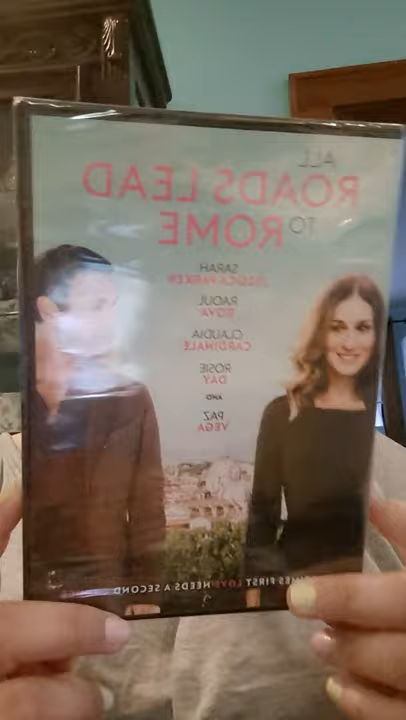 ALL
ROADS LEAD
TO ROME
SARAH
JESSICA PARKER
RAOUL
BOVA
CLAUDIA
CARDINALE
ROSIE
DAY
AND
PAZ
VEGA
FIRST LOVE NEEDS A SECOND